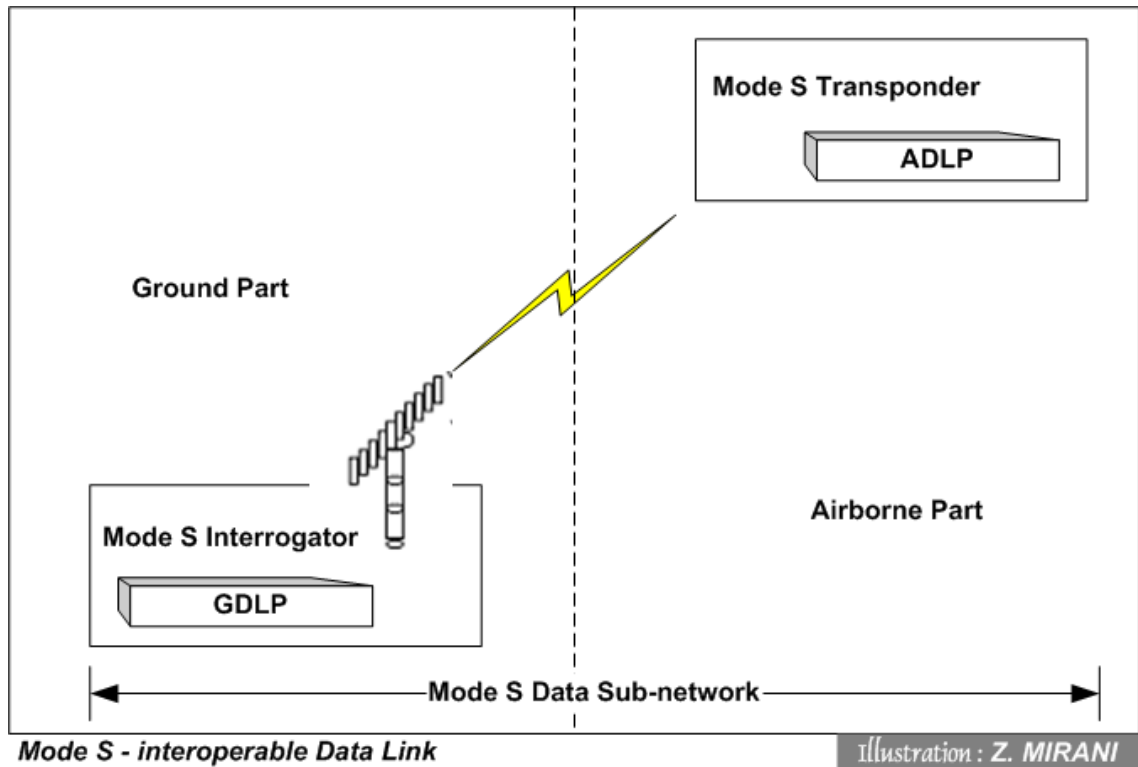 Mode S Transponder
ADLP
Ground Part
Airborne Part
Mode S Interrogator
GDLP
Mode S Data Sub-network
Mode S - interoperable Data Link
Illustration : Z. MIRANI